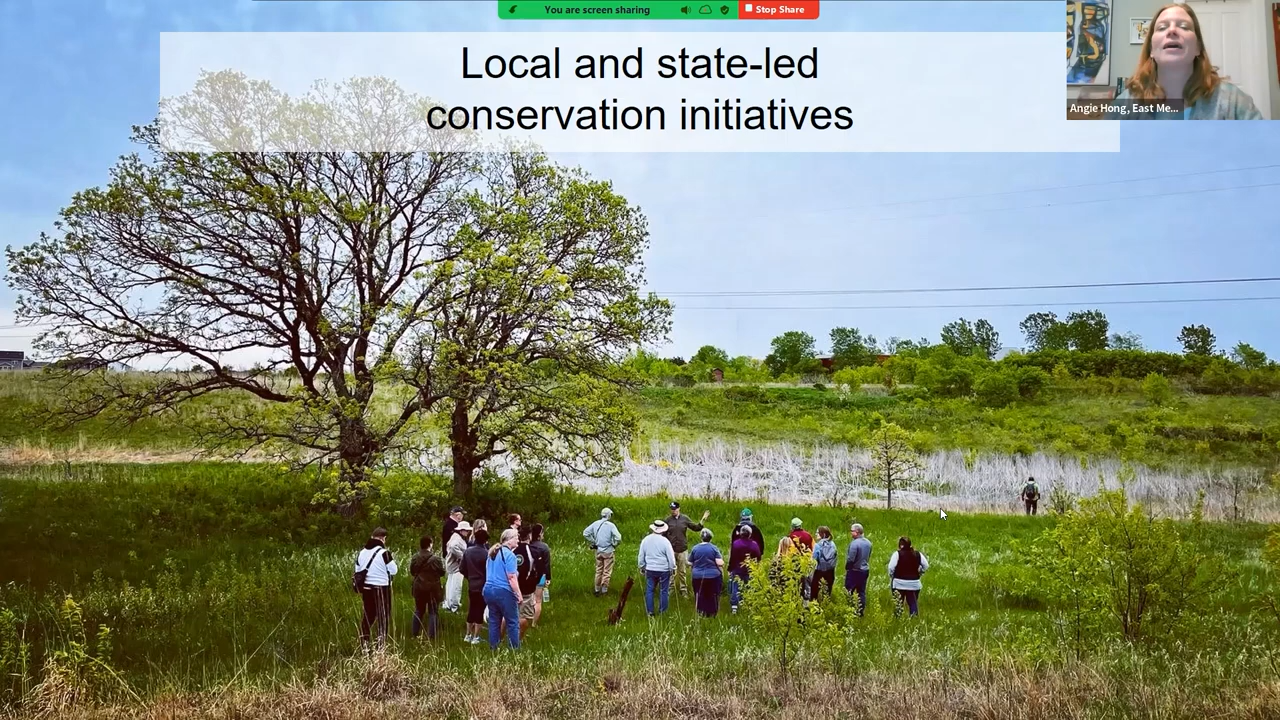 You are screen sharing
Stop Share
Local and state-led
conservation initiatives
Angie Hong, East Me...